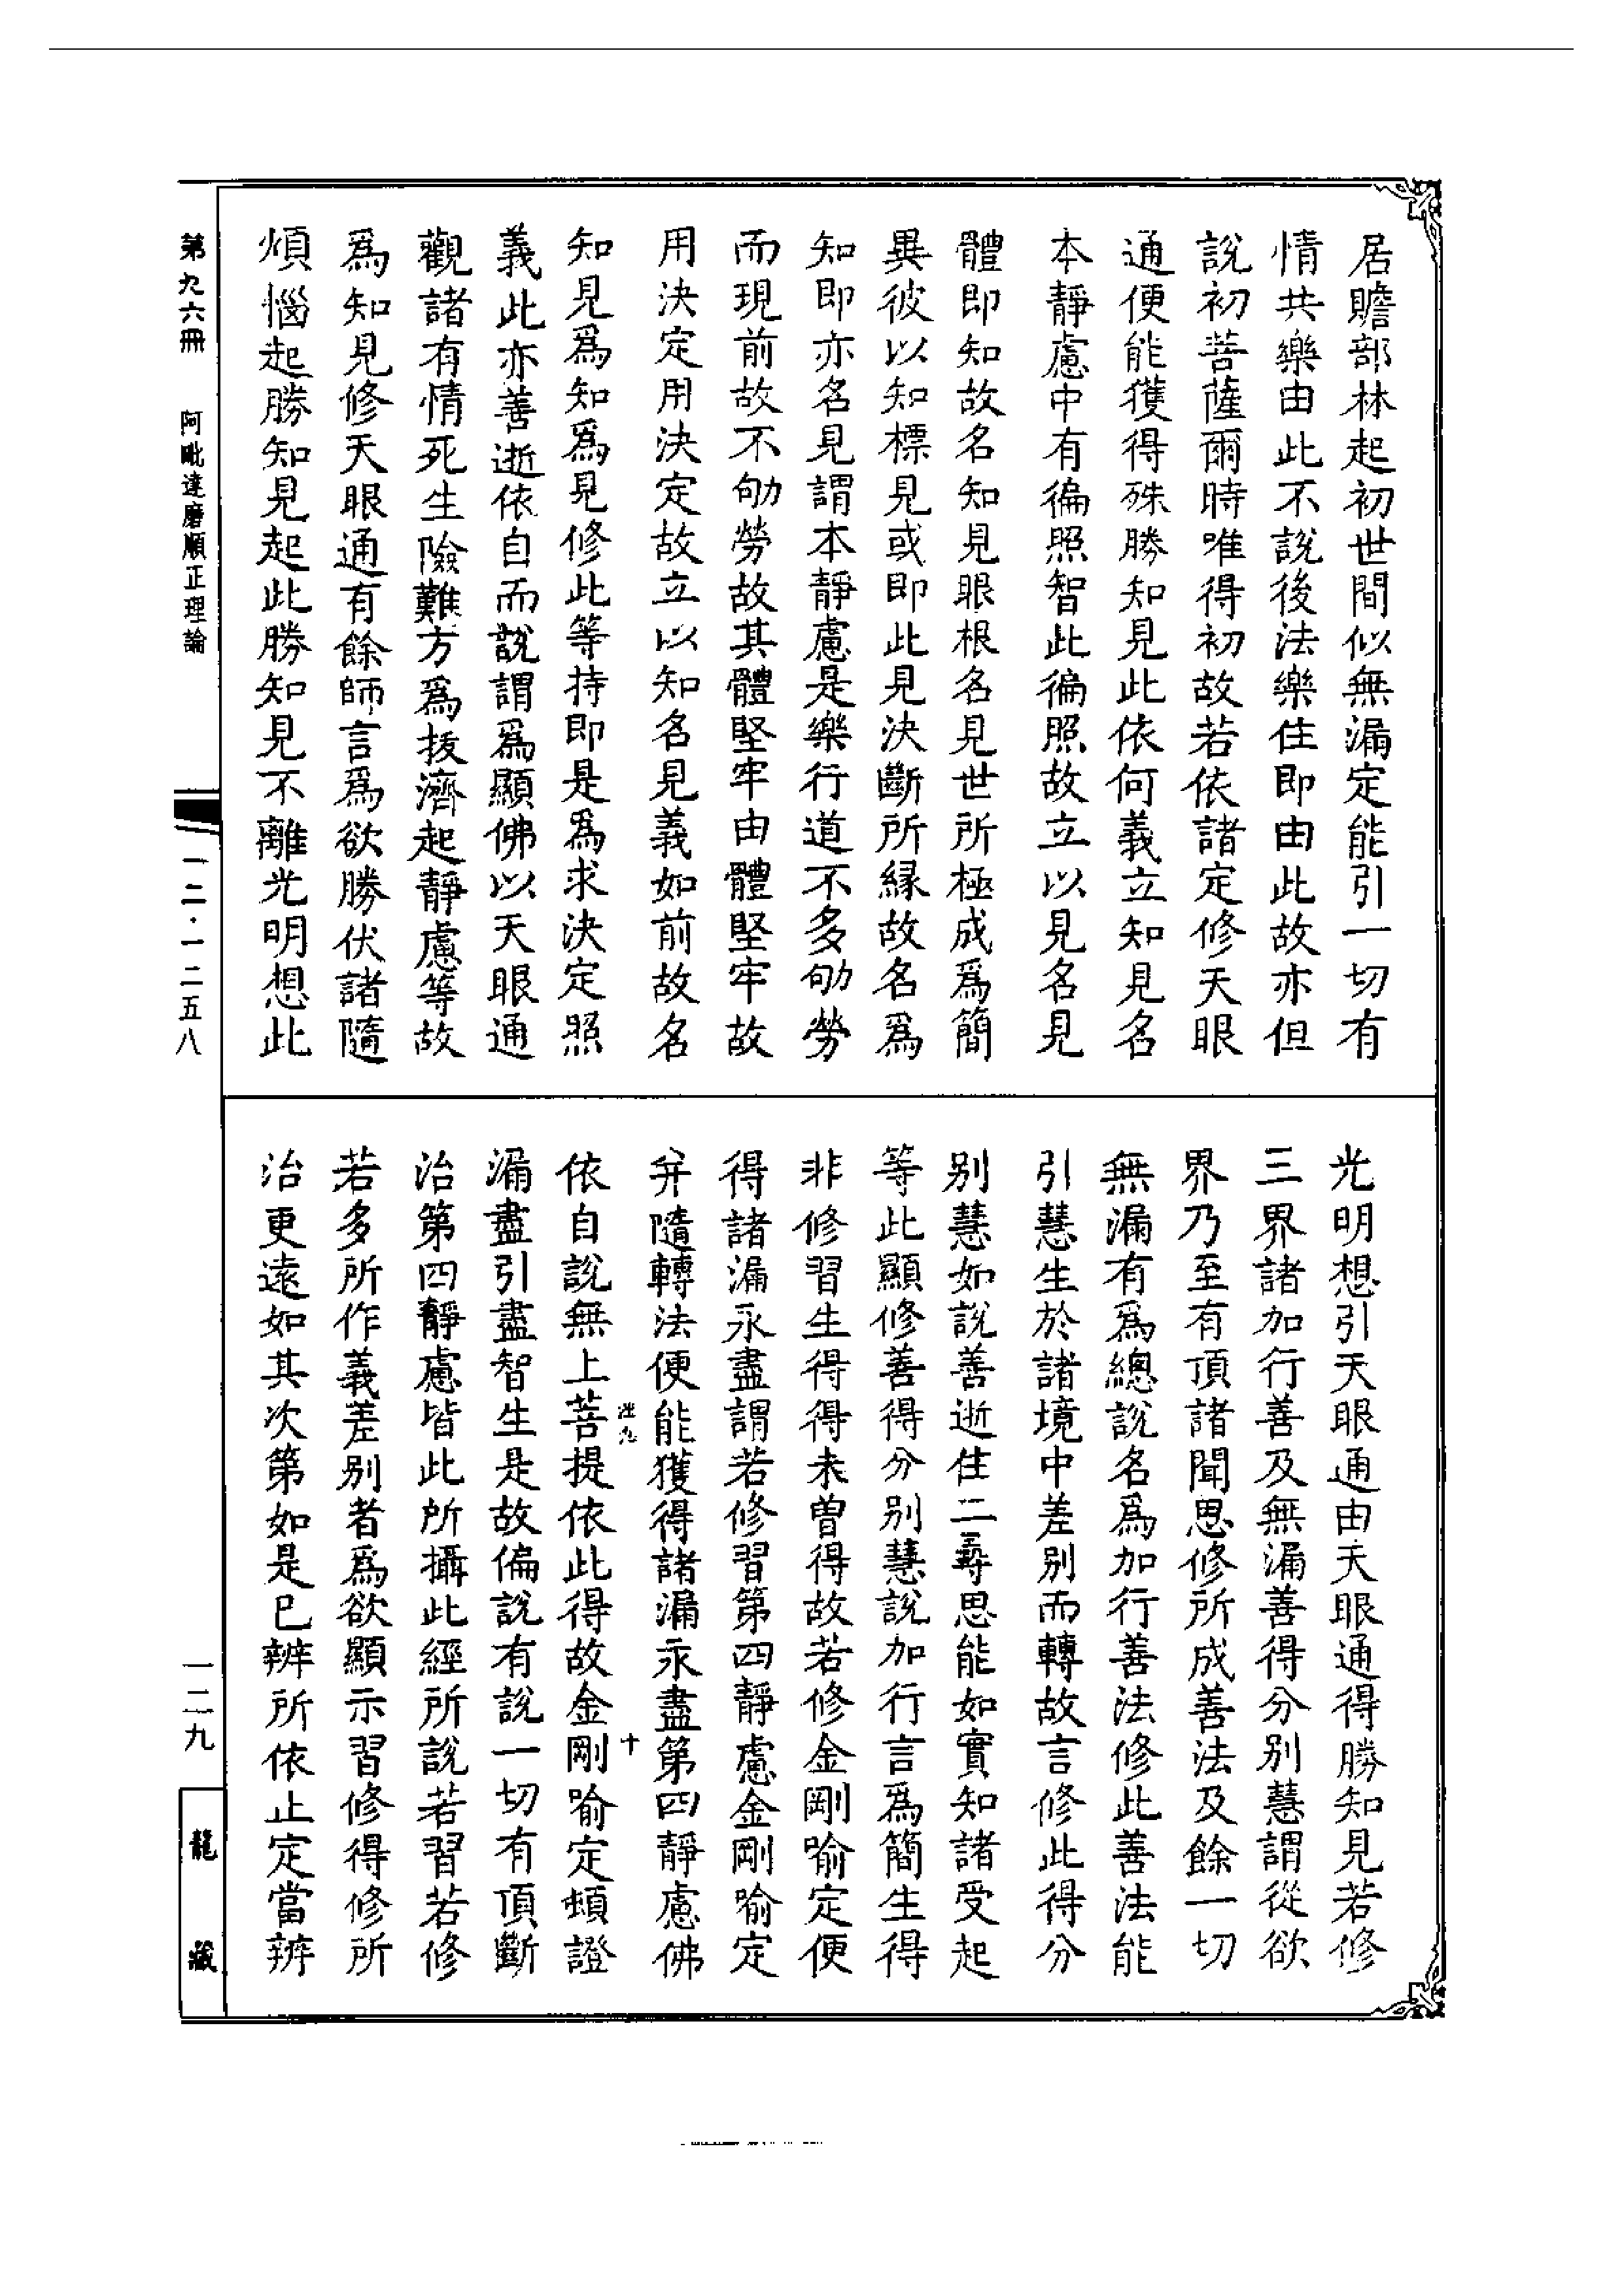 居贍部林起初世間似無漏定能引一切有
情共樂由此不說後法樂住即由此故亦但
說初菩薩爾時唯得初故若依諸定修天眼
通便能獲得殊勝知見此依何義立知見名
本靜慮中有徧照智此徧照故立以見名見
體即知故名知見眼根名見世所極成爲簡
異彼以知標見或即此見決斷所縁故名爲
知即亦名見謂本靜慮是樂行道不多劬勞
而現前故不劬勞故其體堅牢由體堅牢故
用決定用決定故立以知名見義如前故名
知見爲知爲見修此等持即是爲求決定照
義此亦善逝依自而說謂爲顯佛以天眼通
觀諸有情死生險難方爲拔濟起靜慮等故
爲知見修天眼通有餘師言爲欲勝伏諸隨
煩惱起勝知見起此勝知見不離光明想此
光明想引天眼通由天眼通得勝知見若修
三界諸加行善及無漏善得分別慧謂從欲
界乃至有頂諸聞思修所成善法及餘一切
無漏有爲總說名爲加行善法修此善法能
引慧生於諸境中差別而轉故言修此得分
別慧如說善逝住二尋思能如實知諸受起
等此顯修善得分別慧說加行言爲簡生得
非修習生得得未曾得故若修金剛喻定便
得諸漏永盡謂若修習第四靜慮金剛喻定
并隨轉法便能獲得諸漏永盡第四靜慮佛
依自說無上菩提依此得故金剛喻定頓證
漏盡引盡智生是故偏說有說一切有頂斷
治第四靜慮皆此所攝此經所說若習若修
若多所作義差別者爲欲顯示習修得修所
治更遠如其次第如是已辨所依止定當辨
十
第九六冊
阿毗達磨順正理論
一二·一二五八
一二九
龍藏